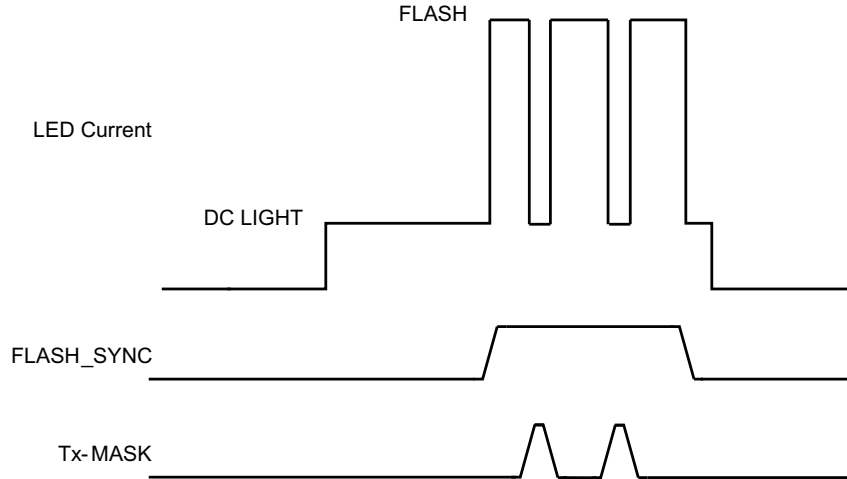 FLASH
LED Current
DC LIGHT
FLASH_SYNC
Tx-MASK